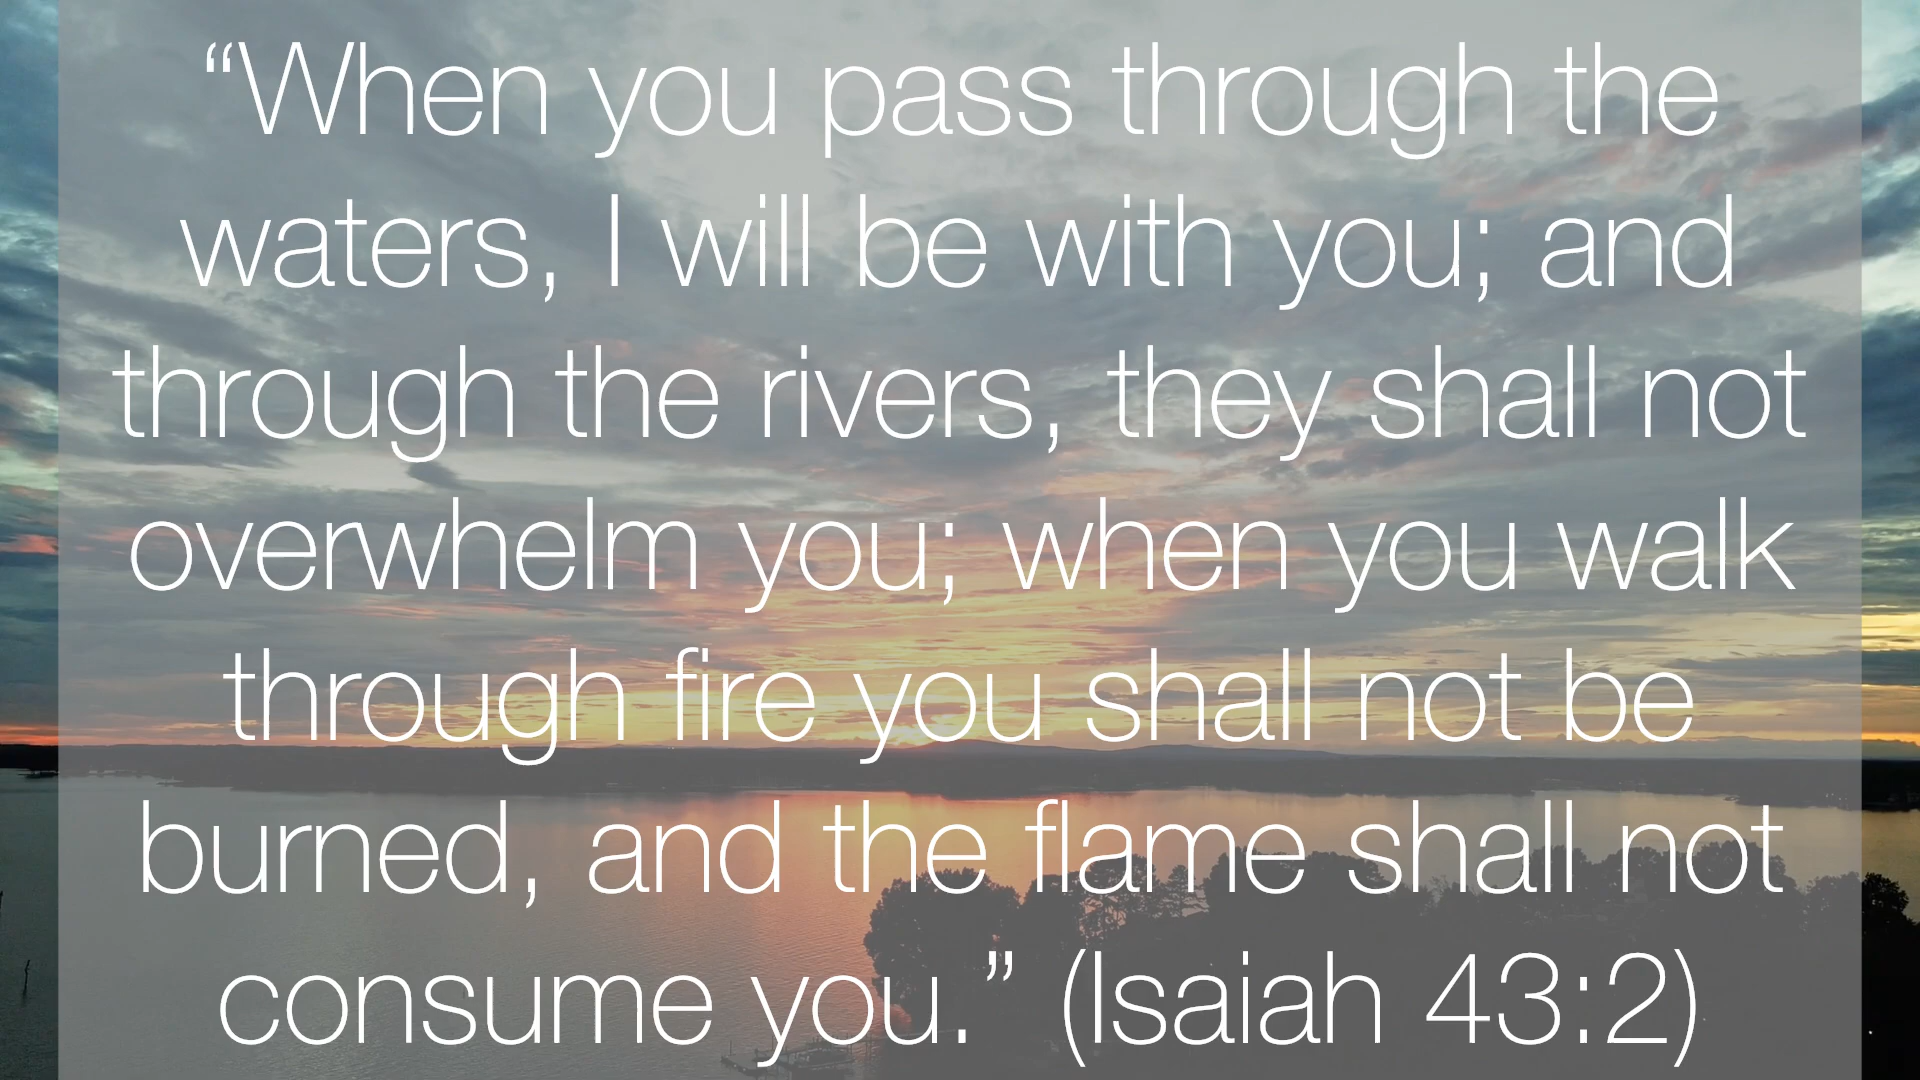 “When you pass through the
waters, I will be with you; and
through the rivers, they shall not
overwhelm you; when you walk
through fire you shall not be
burned, and the flame shall not
consume you.” (Isaiah 43:2)